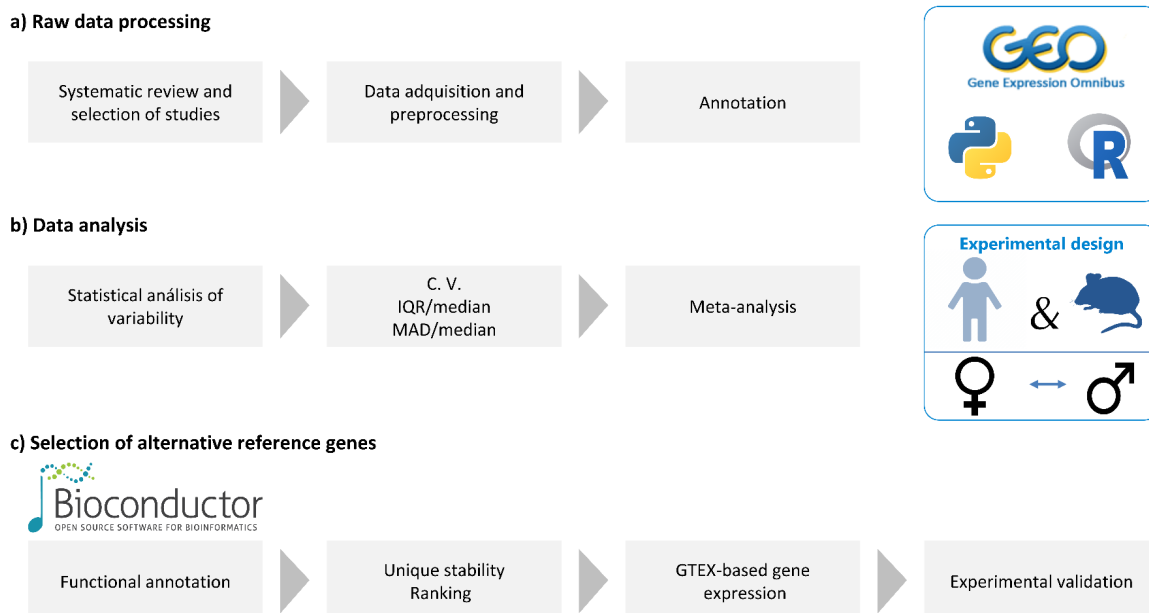 a) Raw data processing
Systematic review and
selection of studies
Data adquisition and
preprocessing
Annotation
GEO
Gene Expression Omnibus
R
b) Data analysis
Statistical análisis of
variability
C. V.
IQR/median
MAD/median
Meta-analysis
Experimental design
&
c) Selection of alternative reference genes
Bioconductor
OPEN SOURCE SOFTWARE FOR BIOINFORMATICS
Functional annotation
Unique stability
Ranking
GTEX-based gene
expression
Experimental validation